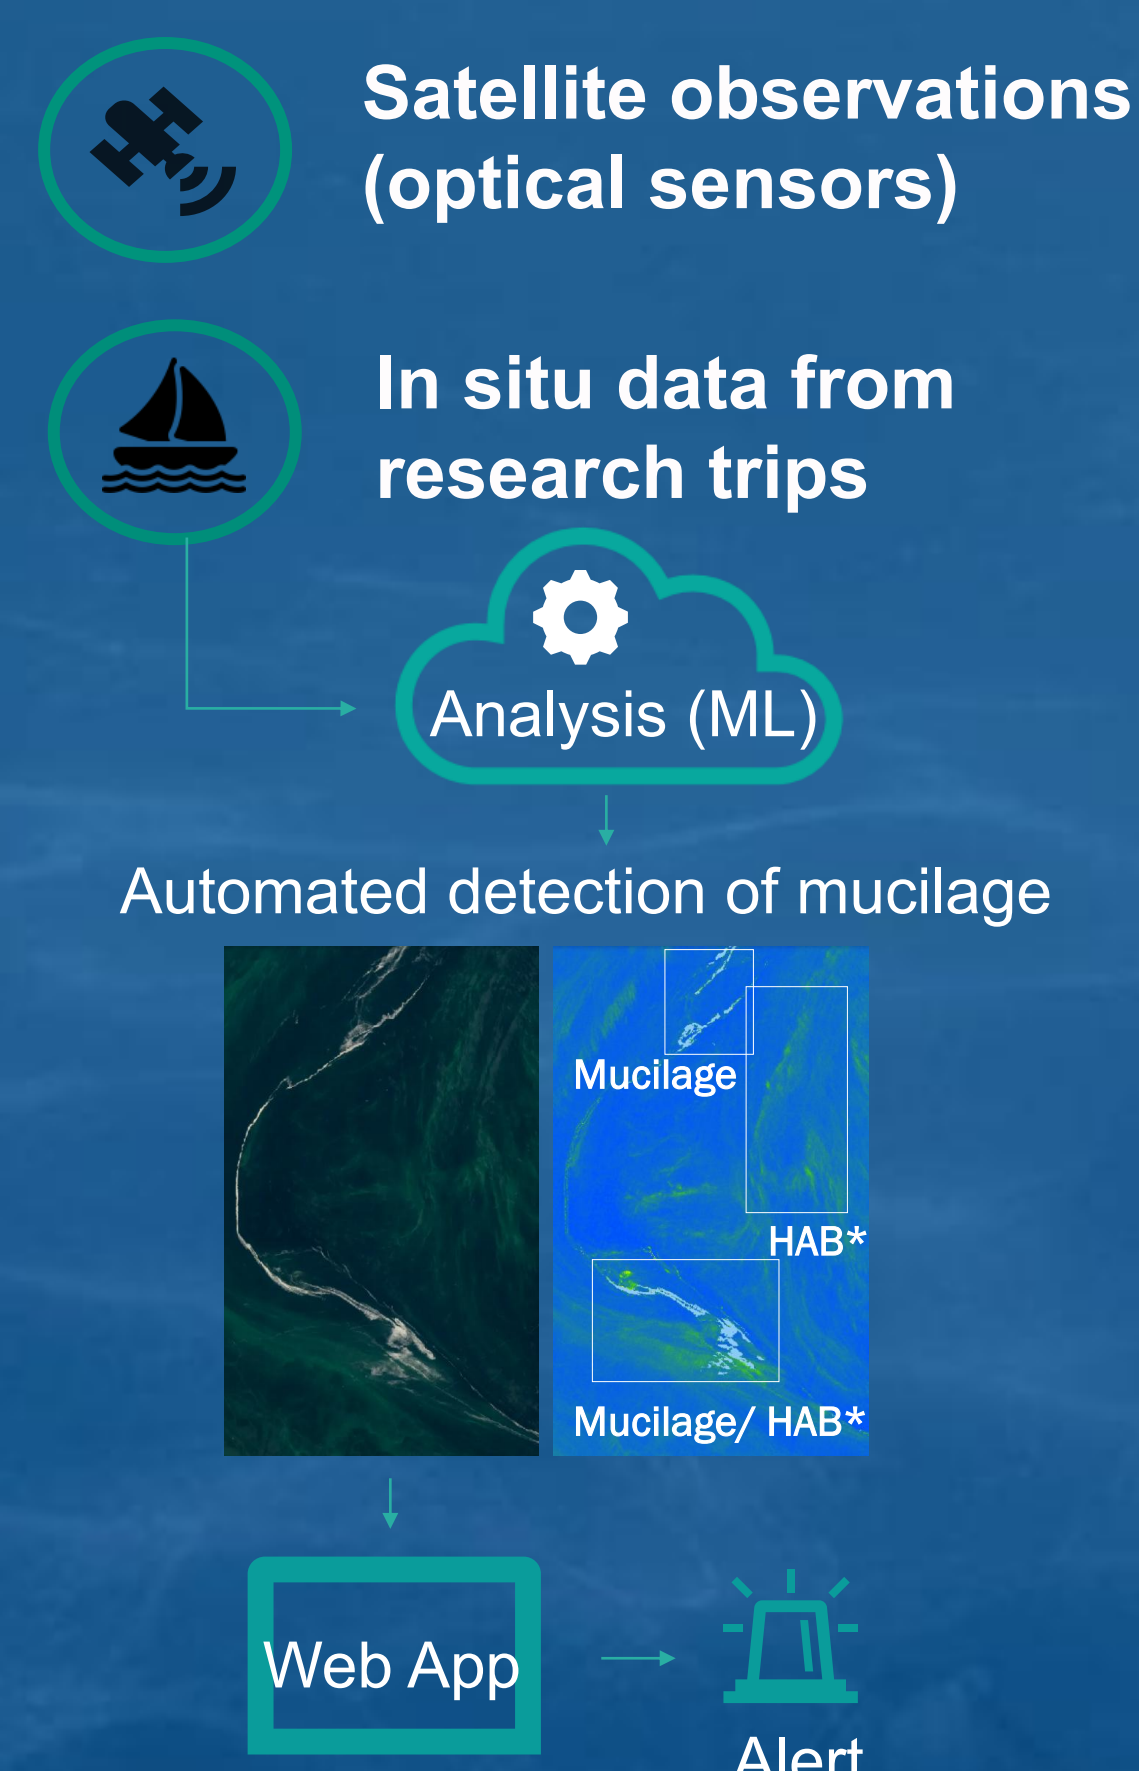 Satellite observations
(optical sensors)
In situ data from
research trips
Analysis (ML)
Automated detection of mucilage
Mucilage
HAB*
Mucilage/ HAB*
Web App
Alert